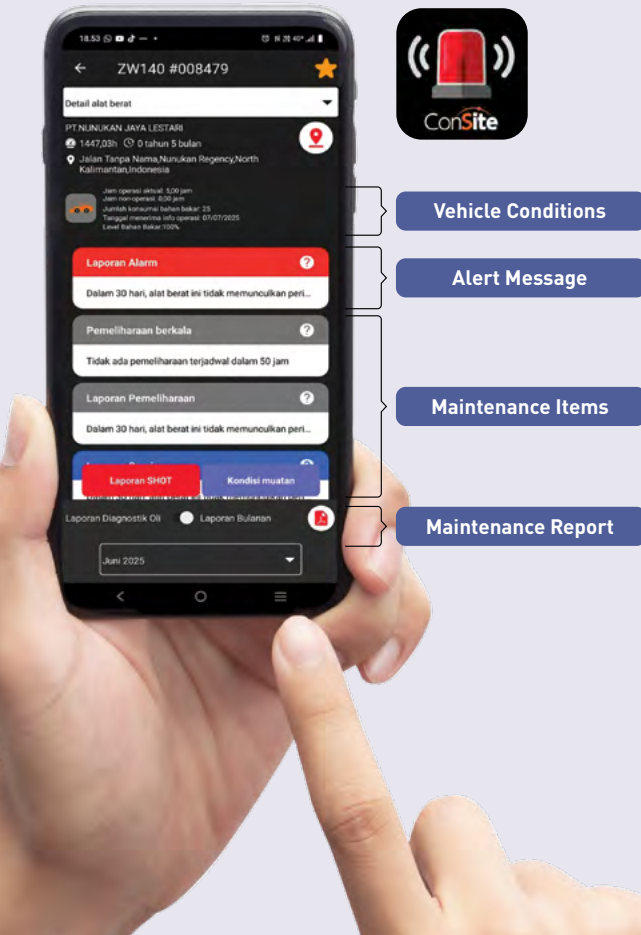 18.53
ZW140 #008479
Detail alat berat
PT.NUNUKAN JAYA LESTARI
1447,03h 0 tahun 5 bulan
Jalan Tanpa Nama,Nunukan Regency,North
Kalimantan,Indonesia
Jam operasi aktual: 5,00 jam
Jam non-operasi: 0,00 jam
Jumlah konsumsi bahan bakar: 25
Tanggal menerima info operasi: 07/07/2025
Level Bahan Bakar:100%
Laporan Alarm ?
Dalam 30 hari, alat berat ini tidak memunculkan peri...
Pemeliharaan berkala ?
Tidak ada pemeliharaan terjadwal dalam 50 jam
Laporan Pemeliharaan ?
Dalam 30 hari, alat berat ini tidak memunculkan peri...
Laporan SHOT
Kondisi muatan
Laporan Diagnostik Oli Laporan Bulanan
Juni 2025
ConSite
Vehicle Conditions
Alert Message
Maintenance Items
Maintenance Report